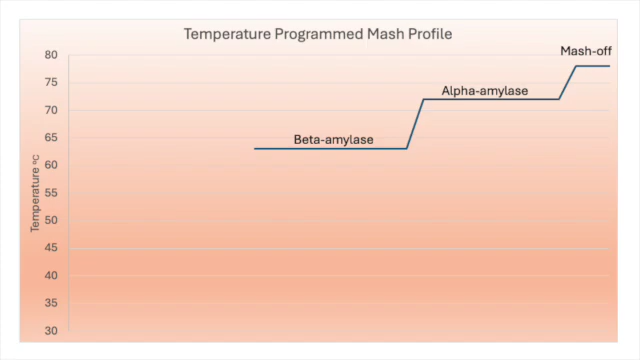 Temperature Programmed Mash Profile
Mash-off
80
75
Alpha-amylase
70
Beta-amylase
65
60
55
50
45
40
35
30
Temperature ºC